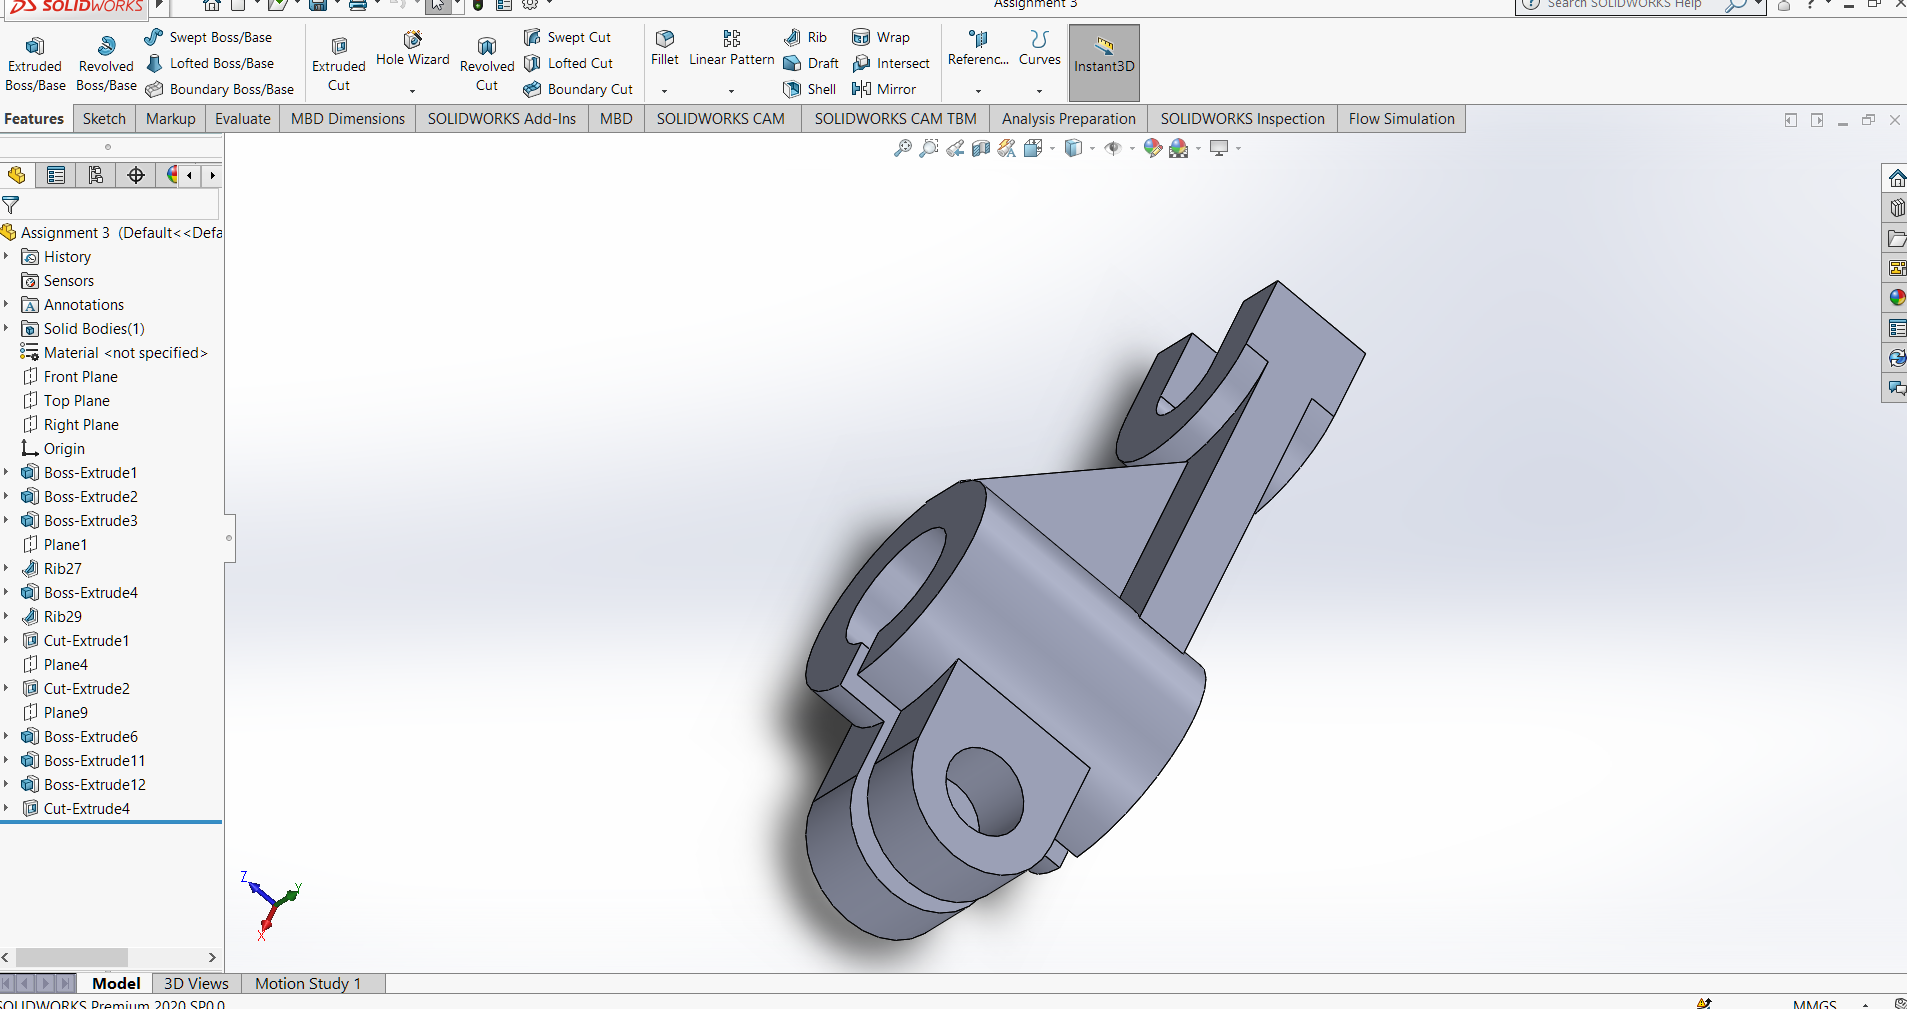 SOLIDWORKS
Assignment 3
Search SOLIDWORKS Help
Extruded Boss/Base
Revolved Boss/Base
Swept Boss/Base
Lofted Boss/Base
Boundary Boss/Base
Extruded Cut
Hole Wizard
Revolved Cut
Swept Cut
Lofted Cut
Boundary Cut
Fillet
Linear Pattern
Rib
Draft
Shell
Wrap
Intersect
Mirror
Referenc...
Curves
Instant3D
Features
Sketch
Markup
Evaluate
MBD Dimensions
SOLIDWORKS Add-Ins
MBD
SOLIDWORKS CAM
SOLIDWORKS CAM TBM
Analysis Preparation
SOLIDWORKS Inspection
Flow Simulation
Assignment 3 (Default<<Defa
History
Sensors
Annotations
Solid Bodies(1)
Material <not specified>
Front Plane
Top Plane
Right Plane
Origin
Boss-Extrude1
Boss-Extrude2
Boss-Extrude3
Plane1
Rib27
Boss-Extrude4
Rib29
Cut-Extrude1
Plane4
Cut-Extrude2
Plane9
Boss-Extrude6
Boss-Extrude11
Boss-Extrude12
Cut-Extrude4
Z
Y
X
Model
3D Views
Motion Study 1
SOLIDWORKS Premium 2020 SP0.0
MMGS